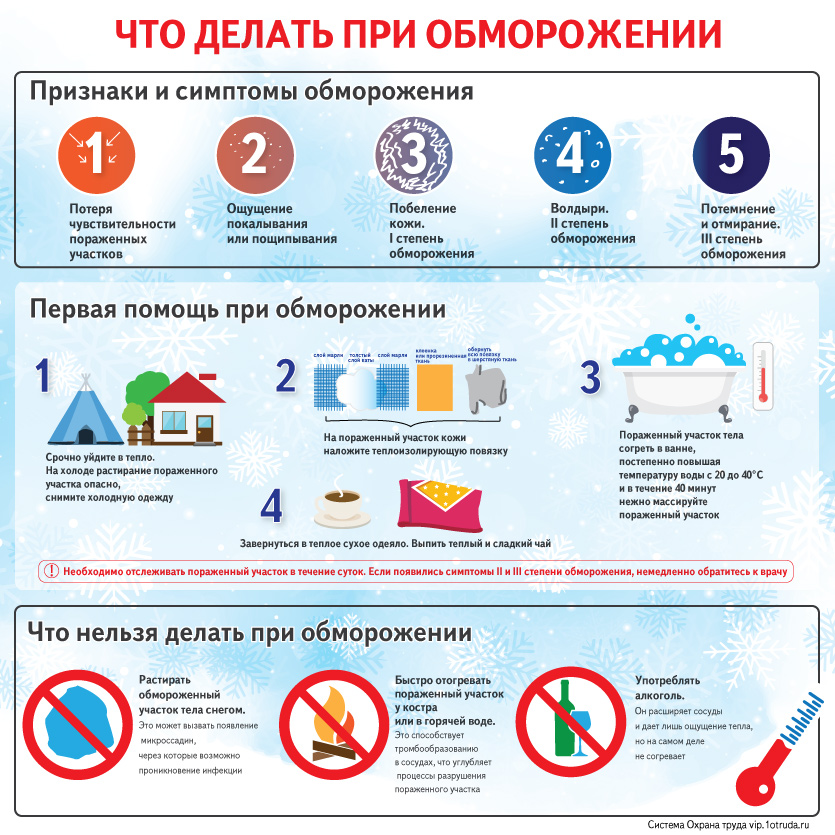 ЧТО ДЕЛАТЬ ПРИ ОБМОРОЖЕНИИ
Признаки и симптомы обморожения
1
Потеря
чувствительности
пораженных
участков
2
Ощущение
покалывания
или пощипывания
3
Побеление
кожи.
I степень
обморожения
4
Волдыри.
II степень
обморожения
5
Потемнение
и отмирание.
III степень
обморожения
Первая помощь при обморожении
1
Срочно уйдите в тепло.
На холоде растирание пораженного
участка опасно,
снимите холодную одежду
2
слой марли
толстый
слой ваты
слой марли
клеенка
или прорезиненная
ткань
обернуть
всю повязку
в шерстяную ткань
На пораженный участок кожи
наложите теплоизолирующую повязку
3
Пораженный участок тела
согреть в ванне,
постепенно повышая
температуру воды с 20 до 40°C
и в течение 40 минут
нежно массируйте
пораженный участок
4
Завернуться в теплое сухое одеяло. Выпить теплый и сладкий чай
! Необходимо отслеживать пораженный участок в течение суток. Если появились симптомы II и III степени обморожения, немедленно обратитесь к врачу
Что нельзя делать при обморожении
Растирать
обмороженный
участок тела снегом.
Это может вызвать появление
микроссадин,
через которые возможно
проникновение инфекции
Быстро отогревать
пораженный участок
у костра
или в горячей воде.
Это способствует
тромбообразованию
в сосудах, что углубляет
процессы разрушения
пораженного участка
Употреблять
алкоголь.
Он расширяет сосуды
и дает лишь ощущение тепла,
но на самом деле
не согревает
Система Охрана труда vip.1otruda.ru